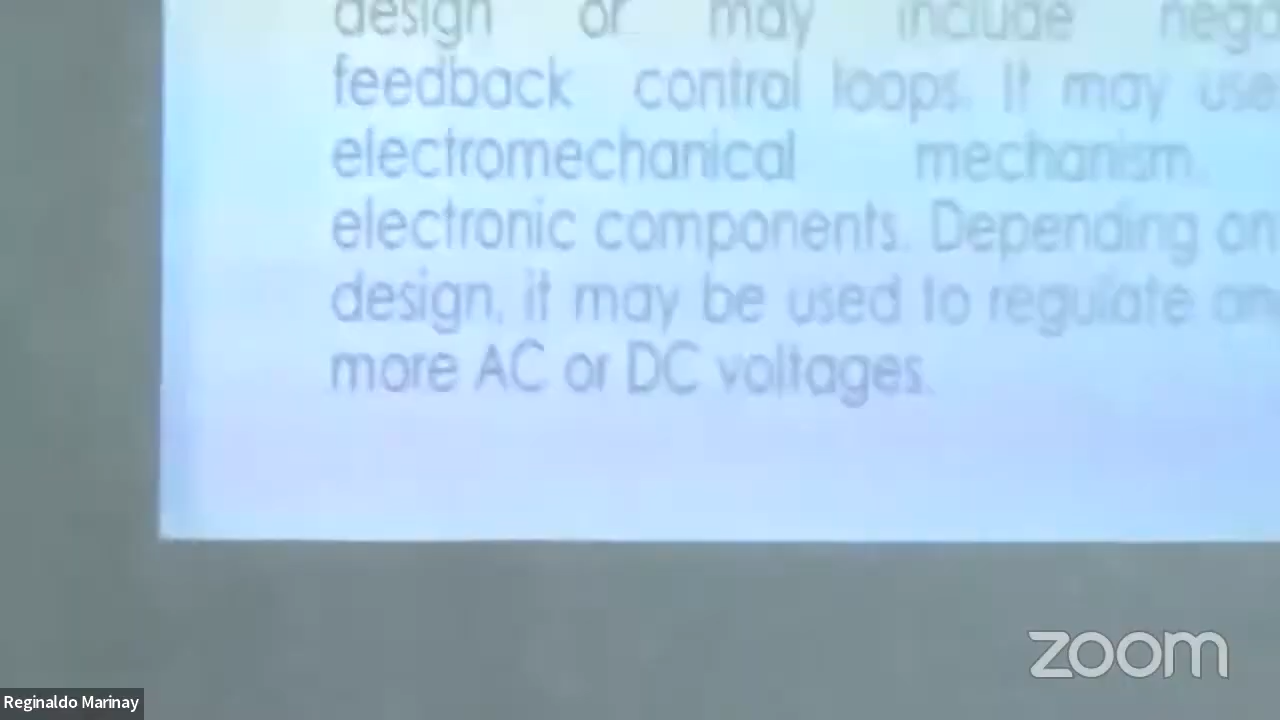 design or may include nega
feedback control loops. It may use
electromechanical mechanism,
electronic components. Depending on
design, it may be used to regulate on
more AC or DC voltages.
zoom
Reginaldo Marinay